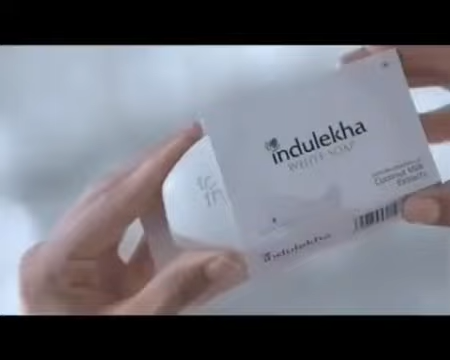 indulekha
WHITE SOAP
Coconut Milk
Extracts
indulekha